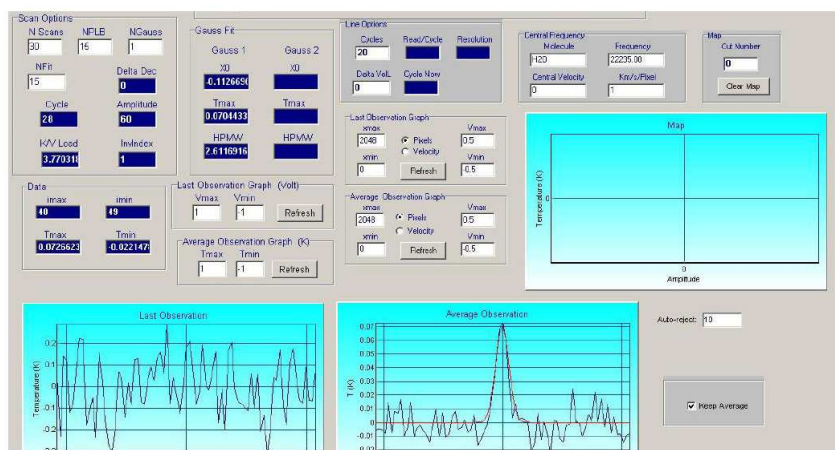 Scan Options
N Scans NPLB NGauss
30 15 1
NFit
15
Delta Dec
0
Cycle Amplitude
28 60
K/V Load InvIndex
3.770318 1
Gauss Fit
Gauss 1 Gauss 2
X0 X0
-0.1126696
Tmax Tmax
0.0704433
HPMW HPMW
2.6116916
Line Options
Cycles Read/Cycle Resolution
20
Delta Vel. Cycle Now
0
Central Frequency
Molecule Frequency
H2O 22235.00
Central Velocity Km/s/Pixel
0 1
Map
Cut Number
0
Clear Map
Data
imax imin
40 49
Tmax Tmin
0.0726623 -0.022147
Last Observation Graph (Volt)
Vmax Vmin
1 -1 Refresh
Average Observation Graph (K)
Tmax Tmin
1 -1 Refresh
Last Observation Graph
xmax Vmax
2048 Pixels 0.5
Velocity
xmin Vmin
0 Refresh -0.5
Average Observation Graph
xmax Vmax
2048 Pixels 0.5
Velocity
xmin Vmin
0 Refresh -0.5
Map
Temperature (K)
0
0
Amplitude
Last Observation
Temperature (K)
0.2
0.1
0
-0.1
-0.2
Average Observation
T (K)
0.07
0.06
0.05
0.04
0.03
0.02
0.01
0
-0.01
Auto-reject: 10
Keep Average